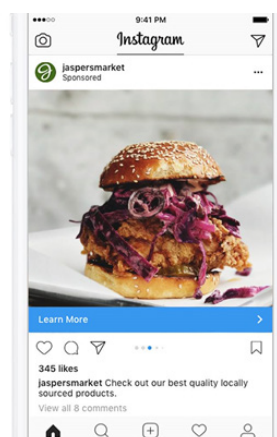 9:41 PM
Instagram
jaspersmarket
Sponsored
Learn More
345 likes
jaspersmarket Check out our best quality locally
sourced products.
View all 8 comments